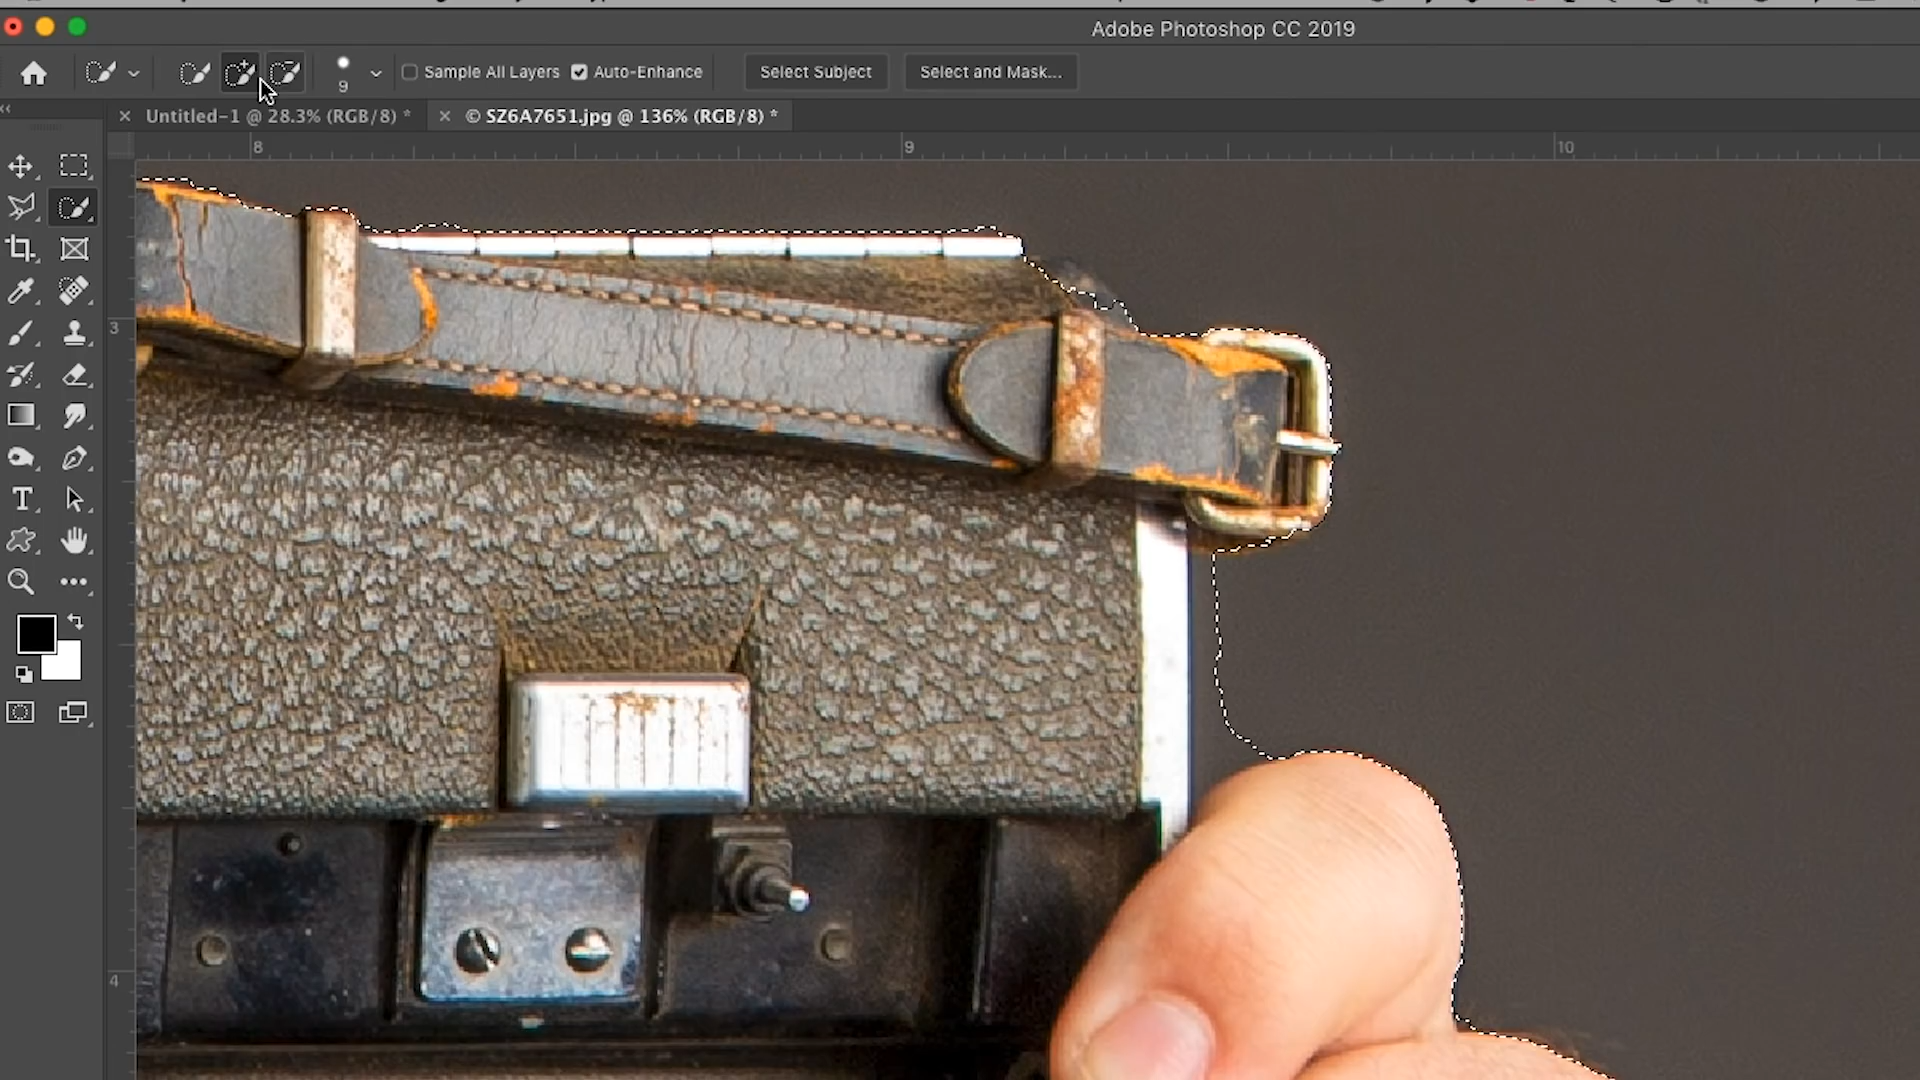 Adobe Photoshop CC 2019
9 Sample All Layers Auto-Enhance Select Subject Select and Mask...
Untitled-1 @ 28.3% (RGB/8) * © SZ6A7651.jpg @ 136% (RGB/8) *
8 9 10
3
4